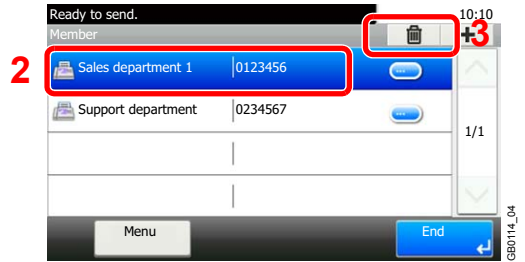 Ready to send.
10:10
Member
3
2
Sales department 1
0123456
Support department
0234567
1/1
Menu
End
GB0114_04